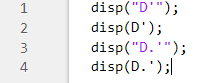 1 disp("D'");
2 disp(D');
3 disp("D.'");
4 disp(D.');